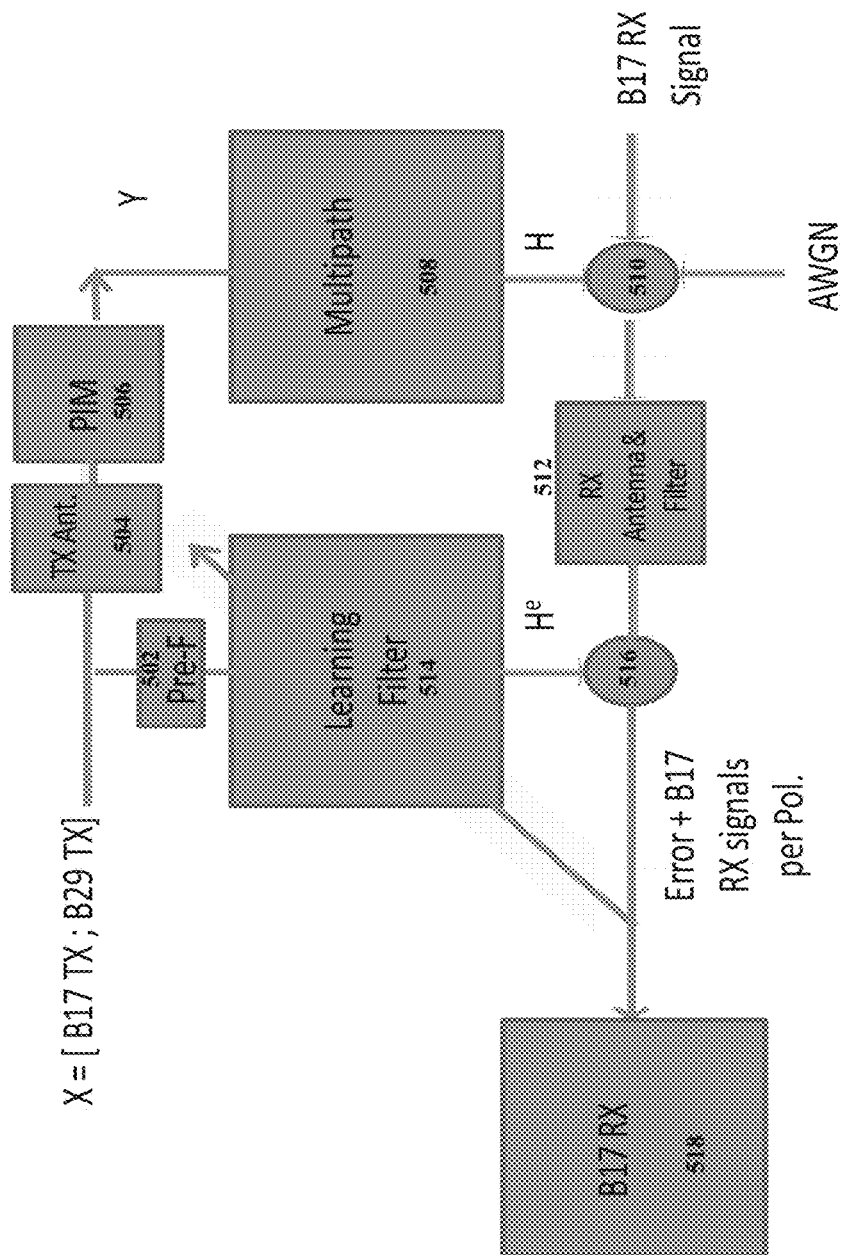 X = [ B17 TX ; B29 TX]
TX Ant.
504
PIM
506
Y
502
Pre-F
Learning
Filter
514
Multipath
508
H^e
H
516
512
RX
Antenna &
Filter
510
B17 RX
Signal
AWGN
Error + B17
RX signals
per Pol.
B17 RX
518